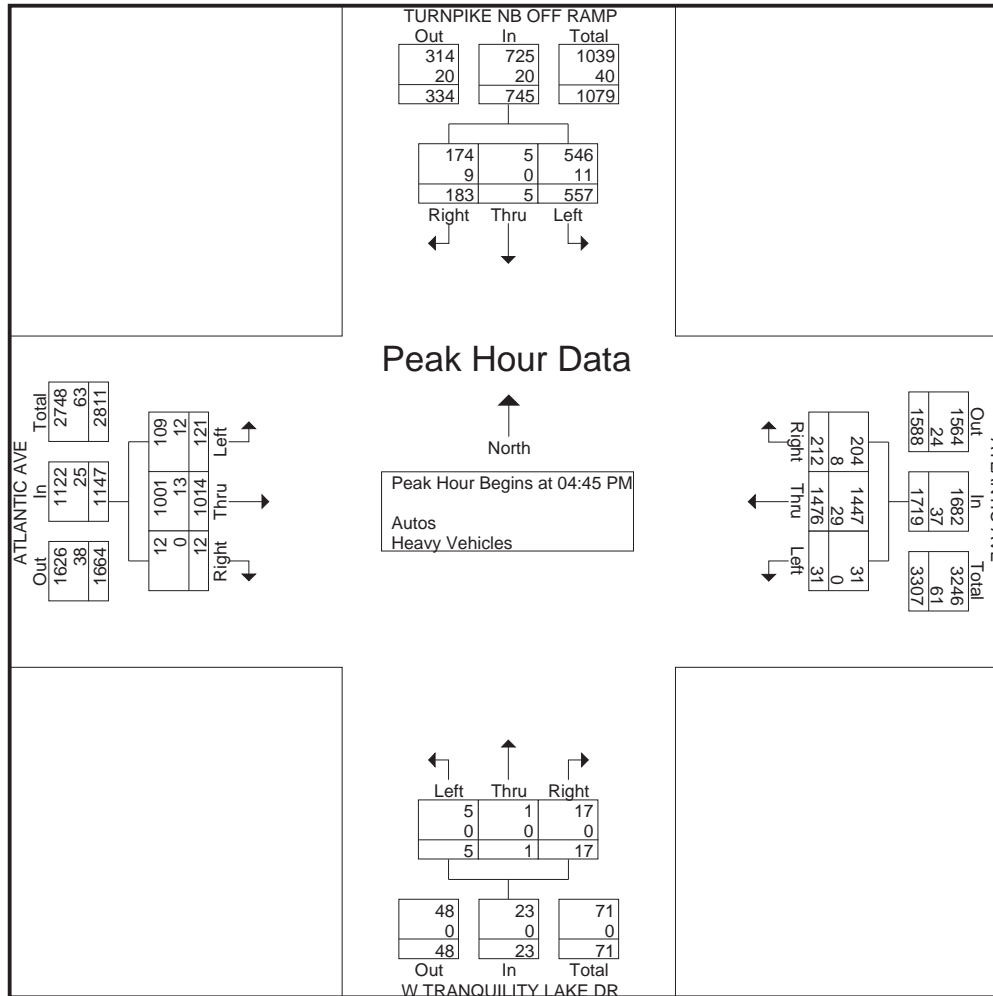 TURNPIKE NB OFF RAMP
Out In Total
314 725 1039
20 20 40
334 745 1079
174 5 546
9 0 11
183 5 557
Right Thru Left
Peak Hour Data
North
Peak Hour Begins at 04:45 PM
Autos
Heavy Vehicles
ATLANTIC AVE
Out In Total
1626 1122 2748
38 25 63
1664 1147 2811
Left Thru Right
109 1001 12
12 13 0
121 1014 12
Out In Total
1564 1682 3246
24 37 61
1588 1719 3307
204 1447 31
8 29 0
212 1476 31
Right Thru Left
Left Thru Right
5 1 17
0 0 0
5 1 17
48 23 71
0 0 0
48 23 71
Out In Total
W TRANQUILITY LAKE DR